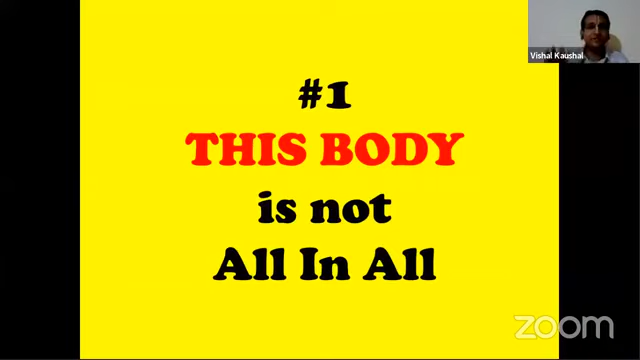 #1
THIS BODY
is not
All In All
Vishal Kaushal
zoom